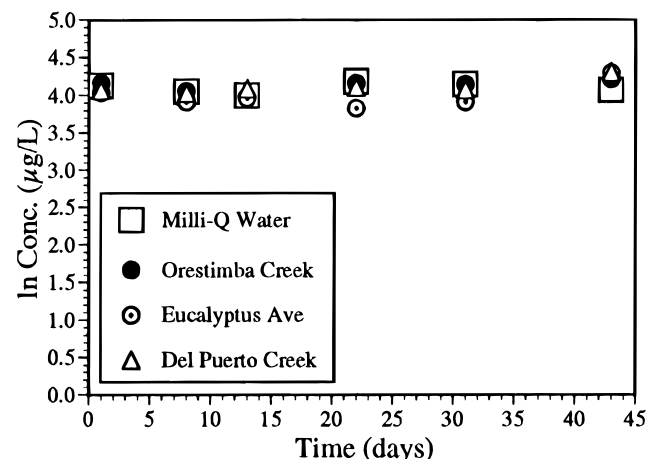 5.0
4.5
4.0
3.5
3.0
2.5
2.0
1.5
1.0
0.5
0.0
ln Conc. (µg/L)
Milli-Q Water
Orestimba Creek
Eucalyptus Ave
Del Puerto Creek
0 5 10 15 20 25 30 35 40 45
Time (days)